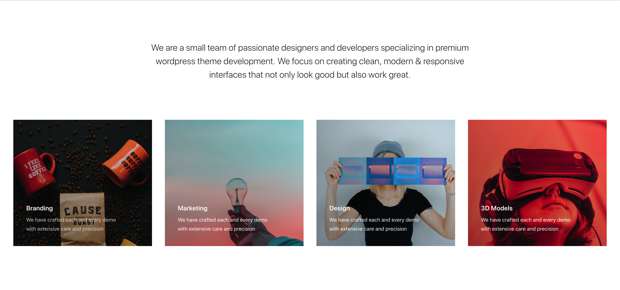 We are a small team of passionate designers and developers specializing in premium
wordpress theme development. We focus on creating clean, modern & responsive
interfaces that not only look good but also work great.
I FEEL
LIKE
CAUSE
Branding
We have crafted each and every demo
with extensive care and precision
Marketing
We have crafted each and every demo
with extensive care and precision
Design
We have crafted each and every demo
with extensive care and precision
3D Models
We have crafted each and every demo
with extensive care and precision